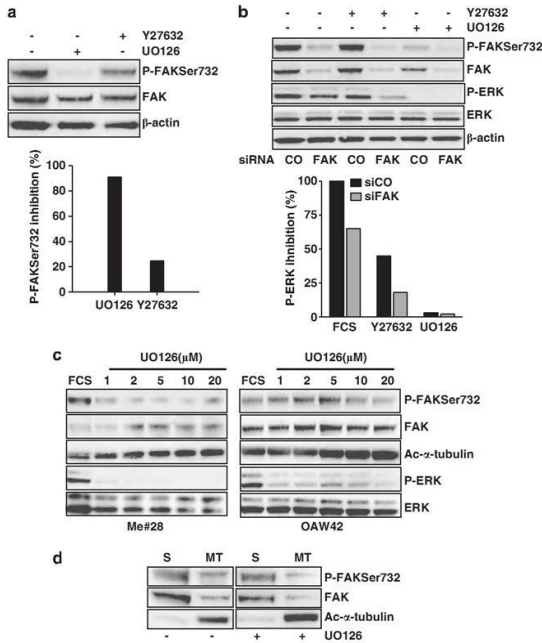 a
- - + Y27632
- + - UO126
P-FAKSer732
FAK
β-actin
P-FAKSer732 inhibition (%)
100
80
60
40
20
0
UO126 Y27632
b
- - + + - - Y27632
- - - - + + UO126
P-FAKSer732
FAK
P-ERK
ERK
β-actin
siRNA CO FAK CO FAK CO FAK
P-ERK ihnibition (%)
100
75
50
25
0
siCO
siFAK
FCS Y27632 UO126
c
UO126(µM) UO126(µM)
FCS 1 2 5 10 20 FCS 1 2 5 10 20
P-FAKSer732
FAK
Ac-α-tubulin
P-ERK
ERK
Me#28 OAW42
d
S MT S MT
P-FAKSer732
FAK
Ac-α-tubulin
- - + + UO126